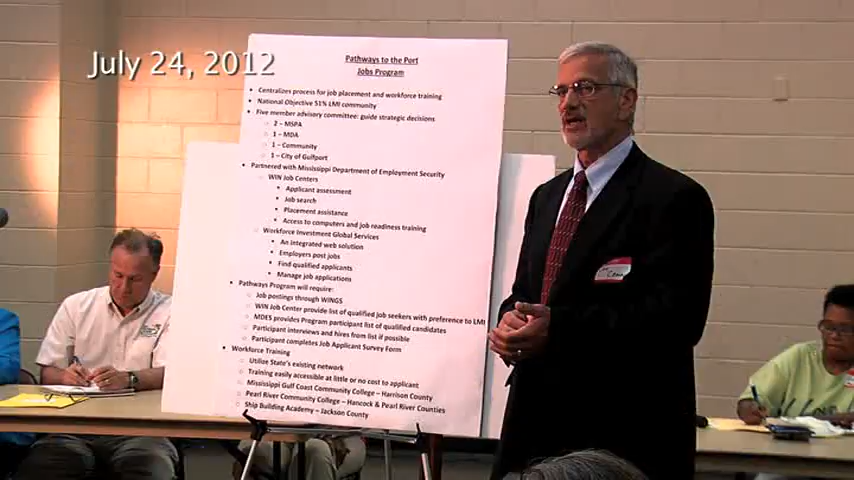 July 24, 2012
Pathways to the Port
Jobs Program
• Centralizes process for job placement and workforce training
• National Objective 51% LMI community
• Five member advisory committee: guide strategic decisions
○ 2 – MSPA
○ 1 – MDA
○ 1 – Community
○ 1 – City of Gulfport
• Partnered with Mississippi Department of Employment Security
○ WIN Job Centers
▪ Applicant assessment
▪ Job search
▪ Placement assistance
▪ Access to computers and job readiness training
○ Workforce Investment Global Services
▪ An integrated web solution
▪ Employers post jobs
▪ Find qualified applicants
▪ Manage job applications
• Pathways Program will require:
○ Job postings through WINGS
○ WIN Job Center provide list of qualified job seekers with preference to LMI
○ MDES provides Program participant list of qualified candidates
○ Participant interviews and hires from list if possible
○ Participant completes Job Applicant Survey Form
• Workforce Training
○ Utilize State's existing network
○ Training easily accessible at little or no cost to applicant
○ Mississippi Gulf Coast Community College – Harrison County
○ Pearl River Community College – Hancock & Pearl River Counties
○ Ship Building Academy – Jackson County